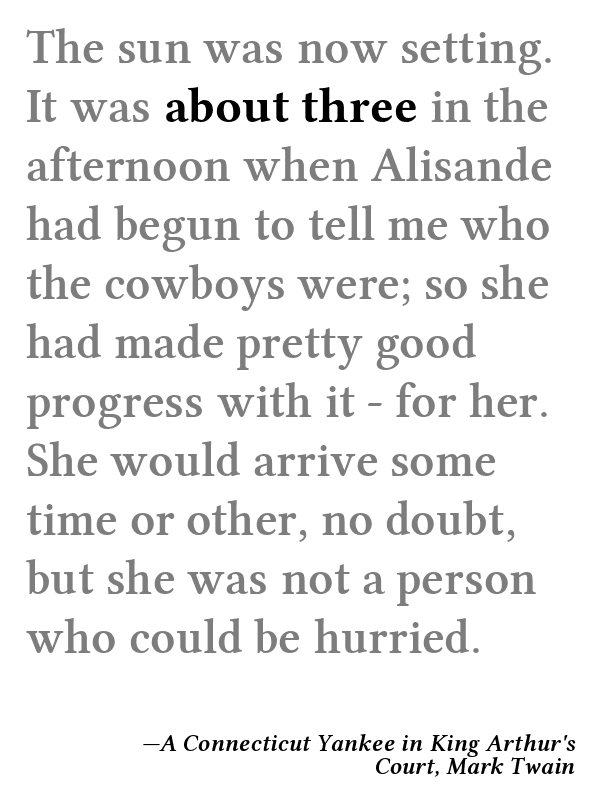 The sun was now setting.
It was about three in the
afternoon when Alisande
had begun to tell me who
the cowboys were; so she
had made pretty good
progress with it - for her.
She would arrive some
time or other, no doubt,
but she was not a person
who could be hurried.
—A Connecticut Yankee in King Arthur's
Court, Mark Twain